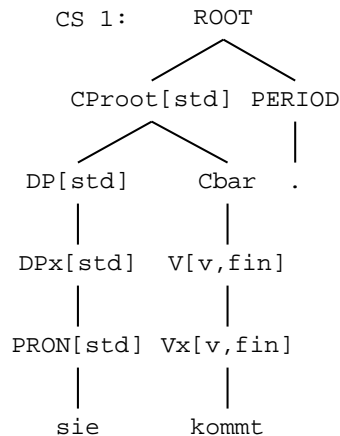 CS 1: ROOT
CProot[std] PERIOD
DP[std] Cbar .
DPx[std] V[v,fin]
PRON[std] Vx[v,fin]
sie kommt